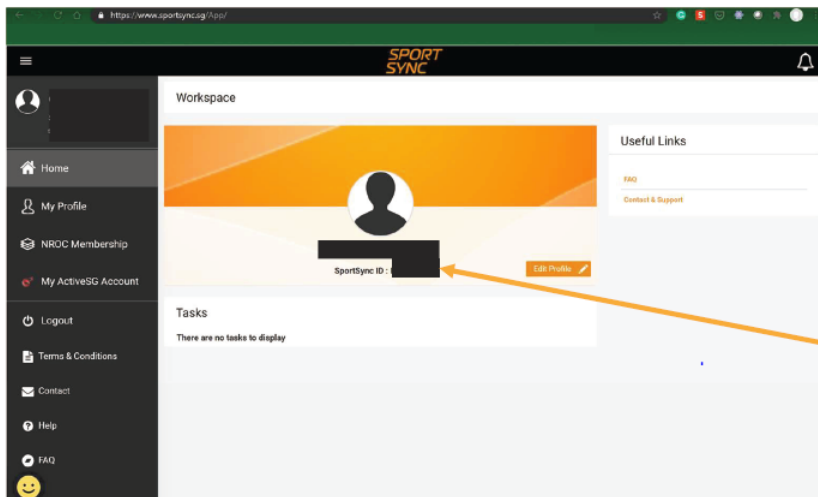 https://www.sportsync.sg/App/
SPORT
SYNC
Workspace
Home
My Profile
NROC Membership
My ActiveSG Account
Logout
Terms & Conditions
Contact
Help
FAQ
SportSync ID :
Edit Profile
Tasks
There are no tasks to display
Useful Links
FAQ
Contact & Support